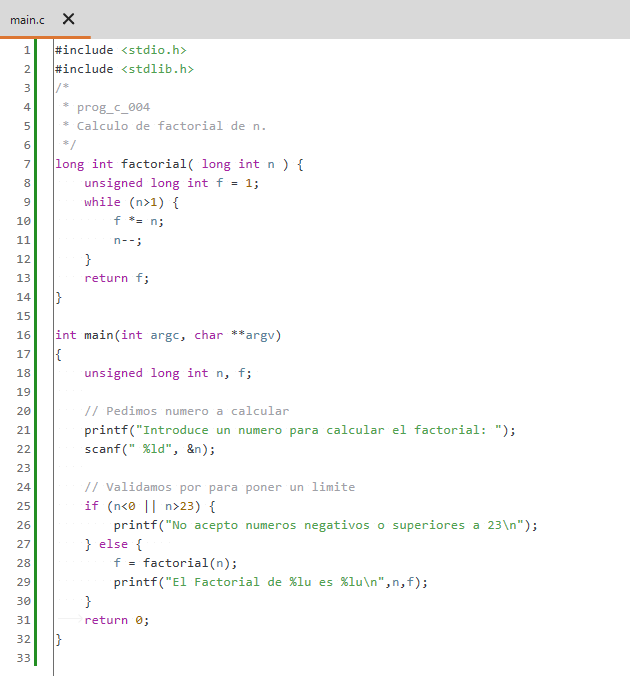 main.c ✕
1 #include <stdio.h>
2 #include <stdlib.h>
3 /*
4  * prog_c_004
5  * Calculo de factorial de n.
6  */
7 long int factorial( long int n ) {
8     unsigned long int f = 1;
9     while (n>1) {
10         f *= n;
11         n--;
12     }
13     return f;
14 }
15
16 int main(int argc, char **argv)
17 {
18     unsigned long int n, f;
19
20     // Pedimos numero a calcular
21     printf("Introduce un numero para calcular el factorial: ");
22     scanf(" %ld", &n);
23
24     // Validamos por para poner un limite
25     if (n<0 || n>23) {
26         printf("No acepto numeros negativos o superiores a 23\n");
27     } else {
28         f = factorial(n);
29         printf("El Factorial de %lu es %lu\n",n,f);
30     }
31     return 0;
32 }
33